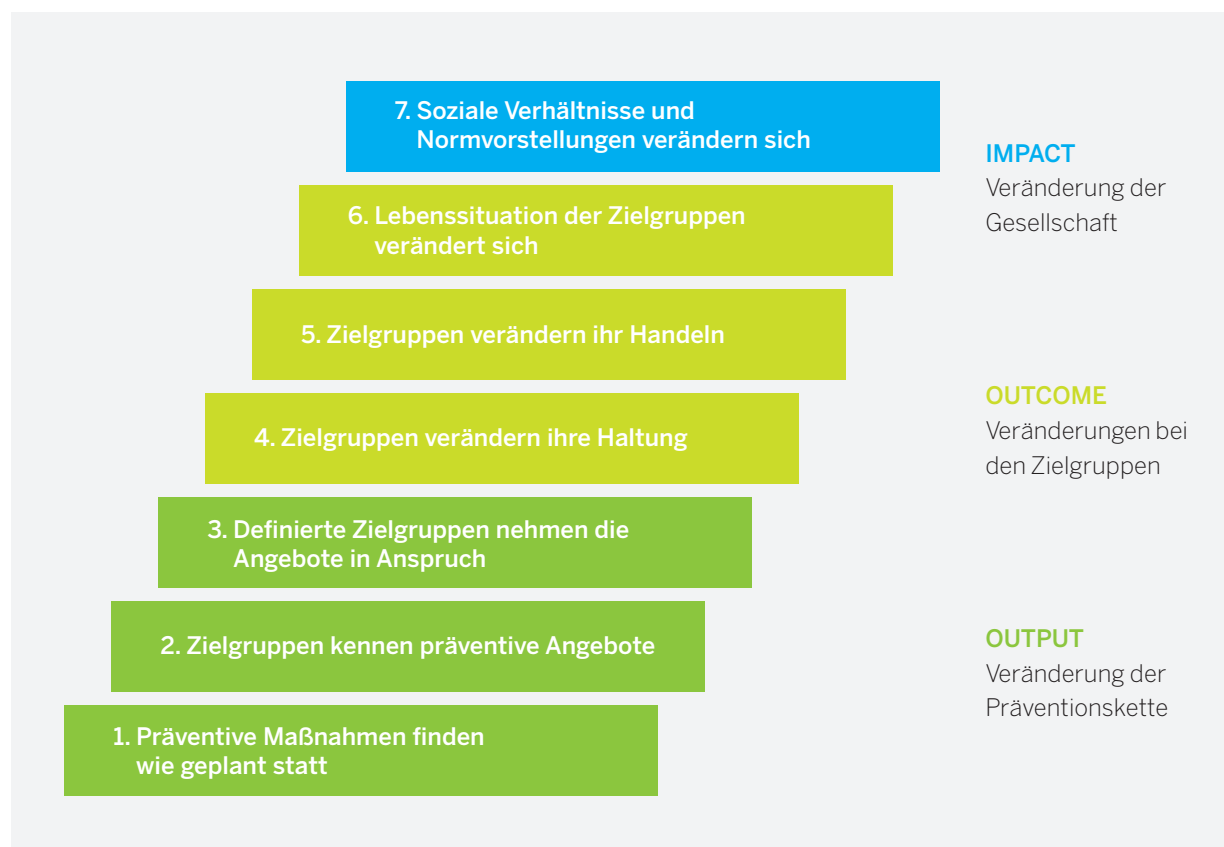 7. Soziale Verhältnisse und
Normvorstellungen verändern sich
6. Lebenssituation der Zielgruppen
verändert sich
5. Zielgruppen verändern ihr Handeln
4. Zielgruppen verändern ihre Haltung
3. Definierte Zielgruppen nehmen die
Angebote in Anspruch
2. Zielgruppen kennen präventive Angebote
1. Präventive Maßnahmen finden
wie geplant statt
IMPACT
Veränderung der
Gesellschaft
OUTCOME
Veränderungen bei
den Zielgruppen
OUTPUT
Veränderung der
Präventionskette